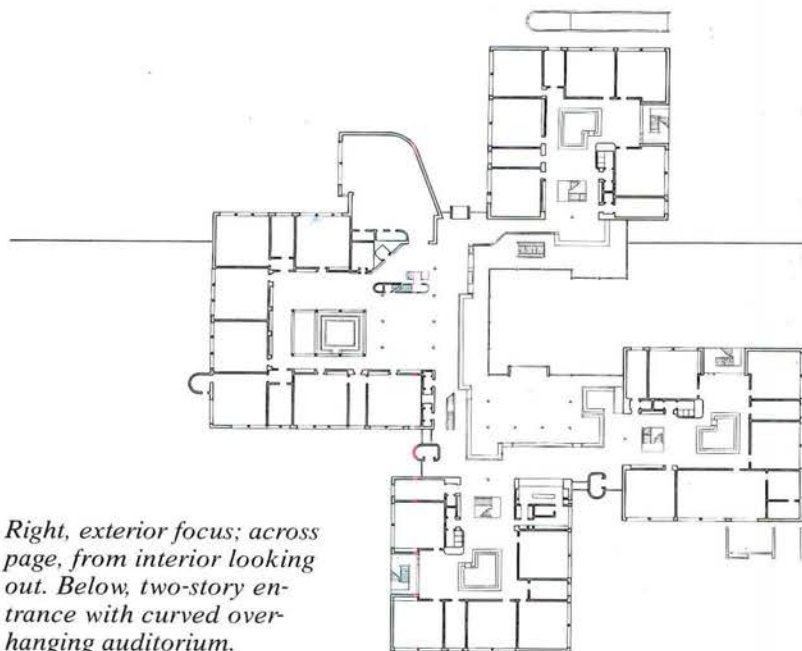 Right, exterior focus; across
page, from interior looking
out. Below, two-story en-
trance with curved over-
hanging auditorium.